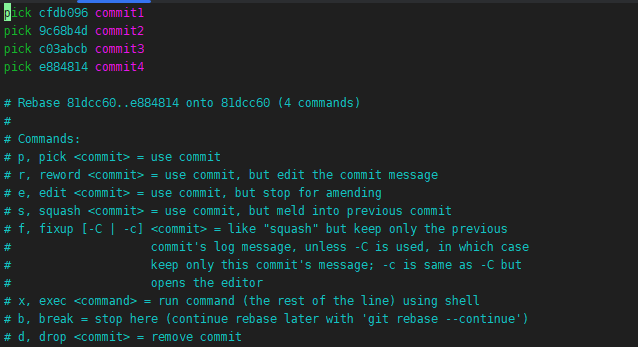 pick cfdb096 commit1
pick 9c68b4d commit2
pick c03abcb commit3
pick e884814 commit4
# Rebase 81dcc60..e884814 onto 81dcc60 (4 commands)
#
# Commands:
# p, pick <commit> = use commit
# r, reword <commit> = use commit, but edit the commit message
# e, edit <commit> = use commit, but stop for amending
# s, squash <commit> = use commit, but meld into previous commit
# f, fixup [-C | -c] <commit> = like "squash" but keep only the previous
#                    commit's log message, unless -C is used, in which case
#                    keep only this commit's message; -c is same as -C but
#                    opens the editor
# x, exec <command> = run command (the rest of the line) using shell
# b, break = stop here (continue rebase later with 'git rebase --continue')
# d, drop <commit> = remove commit